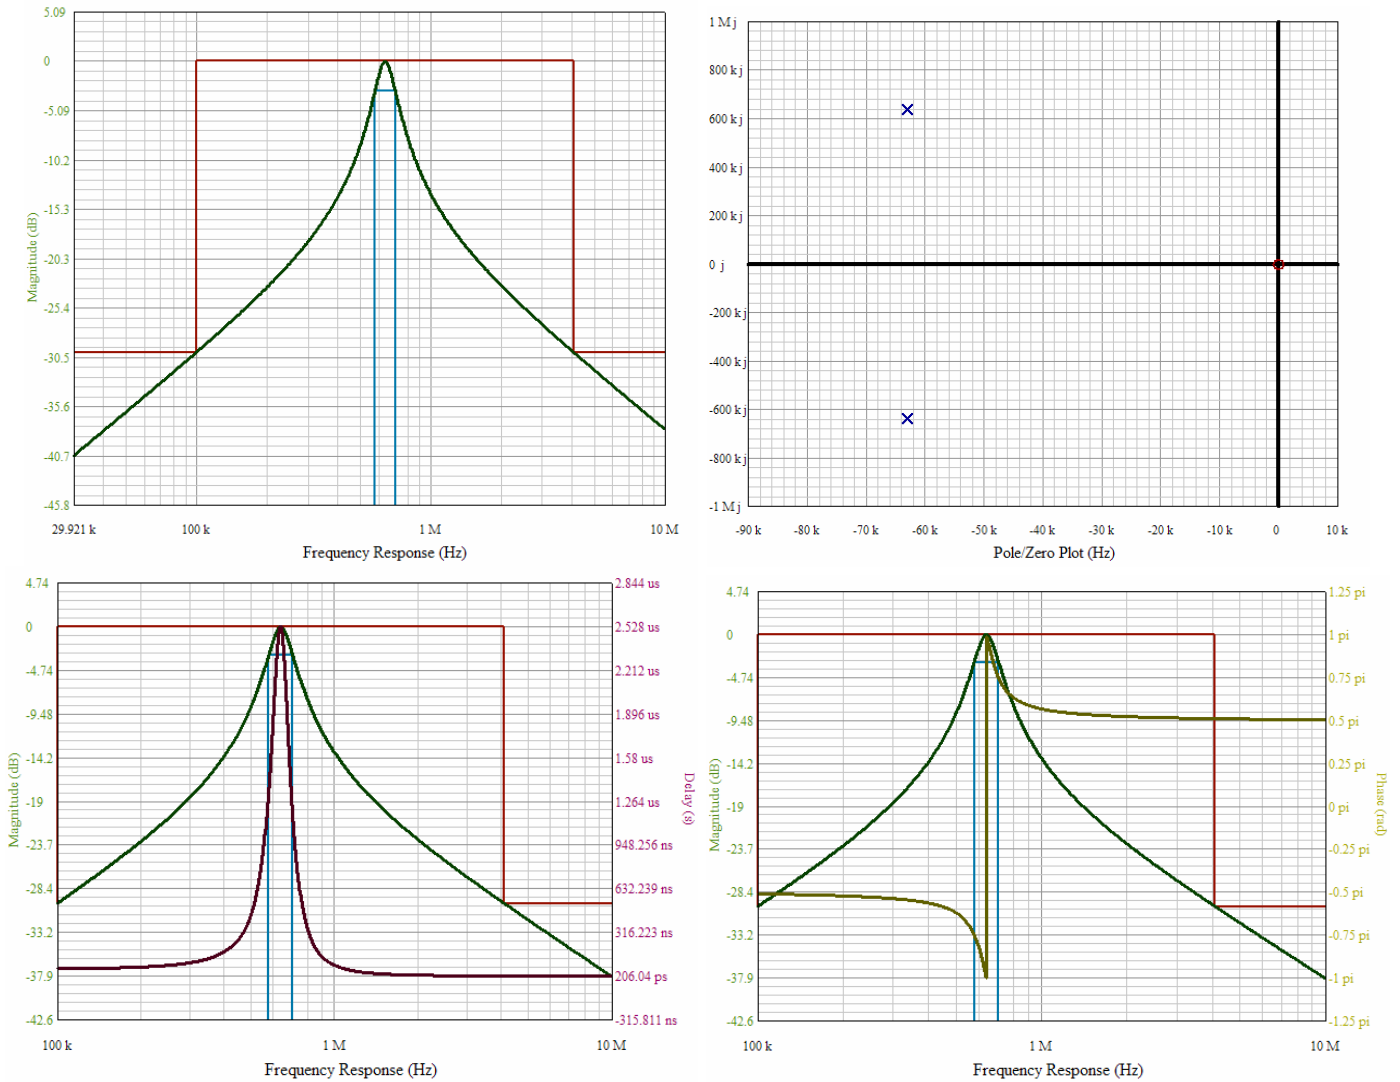 5.09
0
-5.09
-10.2
-15.3
-20.3
-25.4
-30.5
-35.6
-40.7
-45.8
Magnitude (dB)
29.921 k 100 k 1 M 10 M
Frequency Response (Hz)
1 M j
800 k j
600 k j
400 k j
200 k j
0 j
-200 k j
-400 k j
-600 k j
-800 k j
-1 M j
-90 k -80 k -70 k -60 k -50 k -40 k -30 k -20 k -10 k 0 10 k
Pole/Zero Plot (Hz)
4.74
0
-4.74
-9.48
-14.2
-19
-23.7
-28.4
-33.2
-37.9
-42.6
Magnitude (dB)
2.844 us
2.528 us
2.212 us
1.896 us
1.58 us
1.264 us
948.256 ns
632.239 ns
316.223 ns
206.04 ps
-315.811 ns
Delay (s)
100 k 1 M 10 M
Frequency Response (Hz)
4.74
0
-4.74
-9.48
-14.2
-19
-23.7
-28.4
-33.2
-37.9
-42.6
Magnitude (dB)
1.25 pi
1 pi
0.75 pi
0.5 pi
0.25 pi
0 pi
-0.25 pi
-0.5 pi
-0.75 pi
-1 pi
-1.25 pi
Phase (rad)
100 k 1 M 10 M
Frequency Response (Hz)